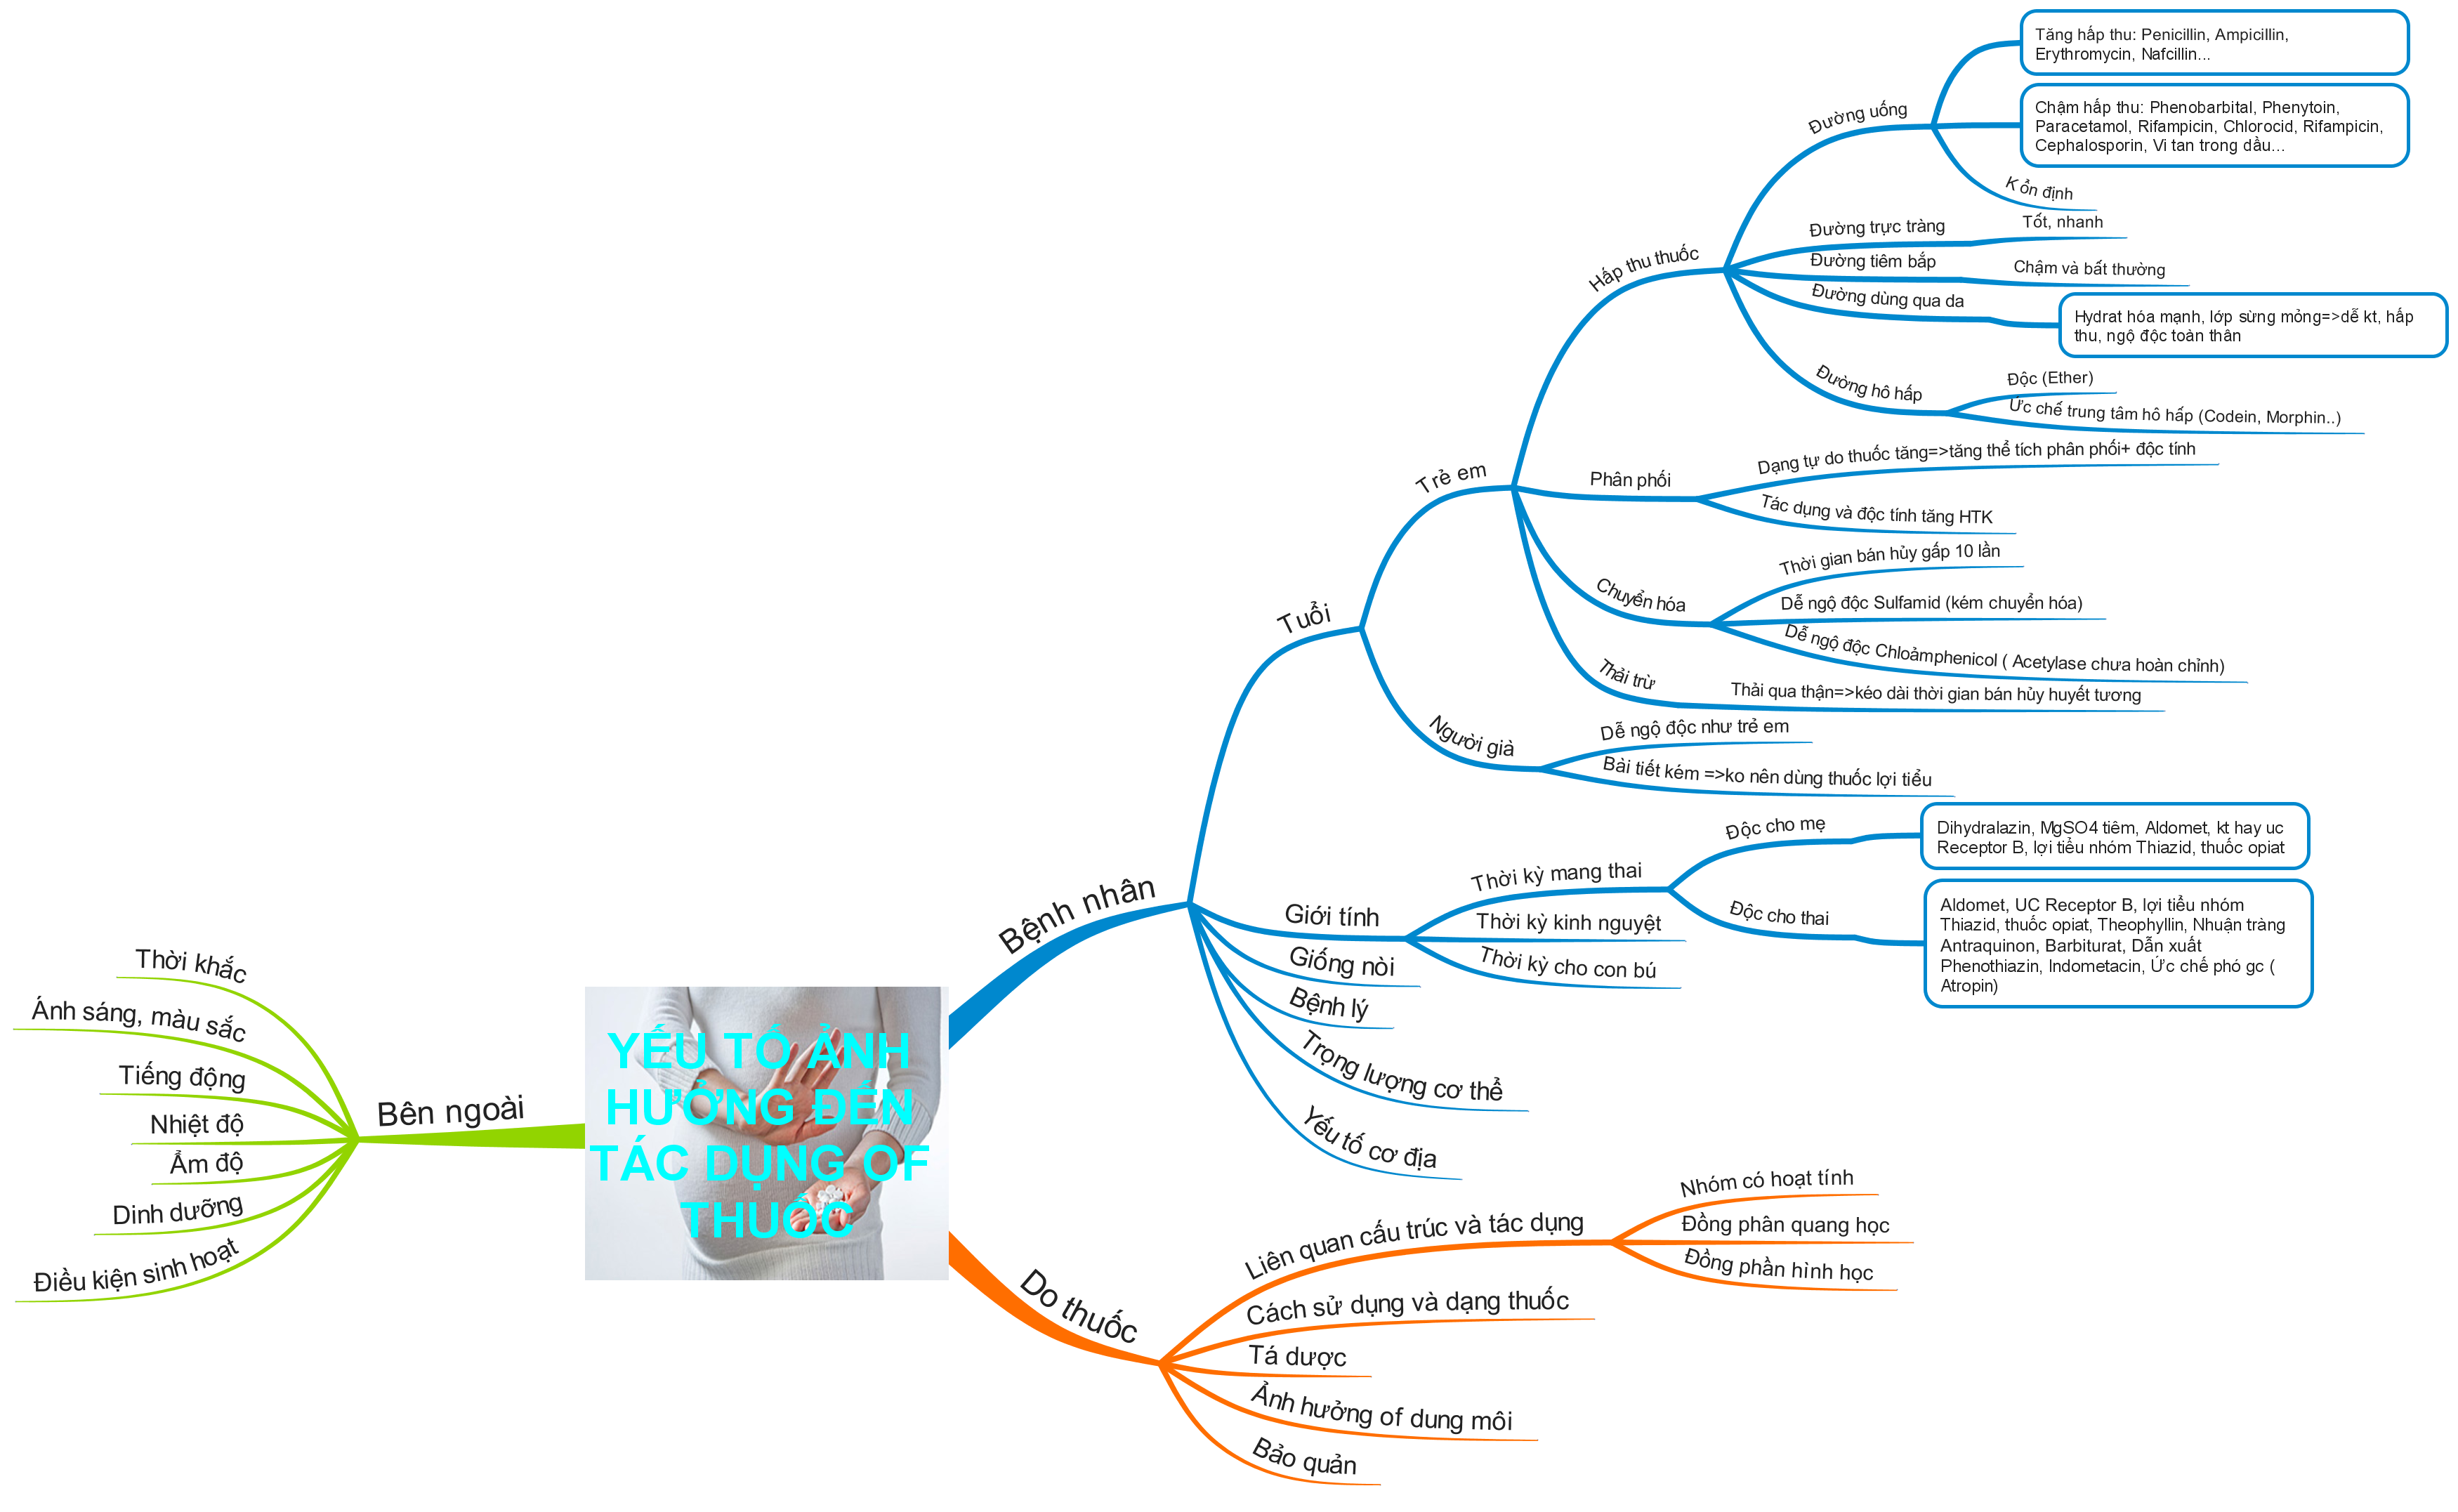 YẾU TỐ ẢNH
HƯỞNG ĐẾN
TÁC DỤNG OF
THUỐC
Bệnh nhân
Tuổi
Trẻ em
Hấp thu thuốc
Đường uống
Tăng hấp thu: Penicillin, Ampicillin,
Erythromycin, Nafcillin...
Chậm hấp thu: Phenobarbital, Phenytoin,
Paracetamol, Rifampicin, Chlorocid, Rifampicin,
Cephalosporin, Vi tan trong dầu...
K ổn định
Đường trực tràng
Tốt, nhanh
Đường tiêm bắp
Chậm và bất thường
Đường dùng qua da
Hydrat hóa mạnh, lớp sừng mỏng=>dễ kt, hấp
thu, ngộ độc toàn thân
Đường hô hấp
Độc (Ether)
Ức chế trung tâm hô hấp (Codein, Morphin..)
Phân phối
Dạng tự do thuốc tăng=>tăng thể tích phân phối+ độc tính
Tác dụng và độc tính tăng HTK
Chuyển hóa
Thời gian bán hủy gấp 10 lần
Dễ ngộ độc Sulfamid (kém chuyển hóa)
Dễ ngộ độc Chloảmphenicol ( Acetylase chưa hoàn chỉnh)
Thải trừ
Thải qua thận=>kéo dài thời gian bán hủy huyết tương
Người già
Dễ ngộ độc như trẻ em
Bài tiết kém =>ko nên dùng thuốc lợi tiểu
Giới tính
Thời kỳ mang thai
Độc cho mẹ
Dihydralazin, MgSO4 tiêm, Aldomet, kt hay uc
Receptor B, lợi tiểu nhóm Thiazid, thuốc opiat
Độc cho thai
Aldomet, UC Receptor B, lợi tiểu nhóm
Thiazid, thuốc opiat, Theophyllin, Nhuận tràng
Antraquinon, Barbiturat, Dẫn xuất
Phenothiazin, Indometacin, Ức chế phó gc (
Atropin)
Thời kỳ kinh nguyệt
Thời kỳ cho con bú
Giống nòi
Bệnh lý
Trọng lượng cơ thể
Yếu tố cơ địa
Do thuốc
Liên quan cấu trúc và tác dụng
Nhóm có hoạt tính
Đồng phân quang học
Đồng phần hình học
Cách sử dụng và dạng thuốc
Tá dược
Ảnh hưởng of dung môi
Bảo quản
Bên ngoài
Thời khắc
Ánh sáng, màu sắc
Tiếng động
Nhiệt độ
Ẩm độ
Dinh dưỡng
Điều kiện sinh hoạt